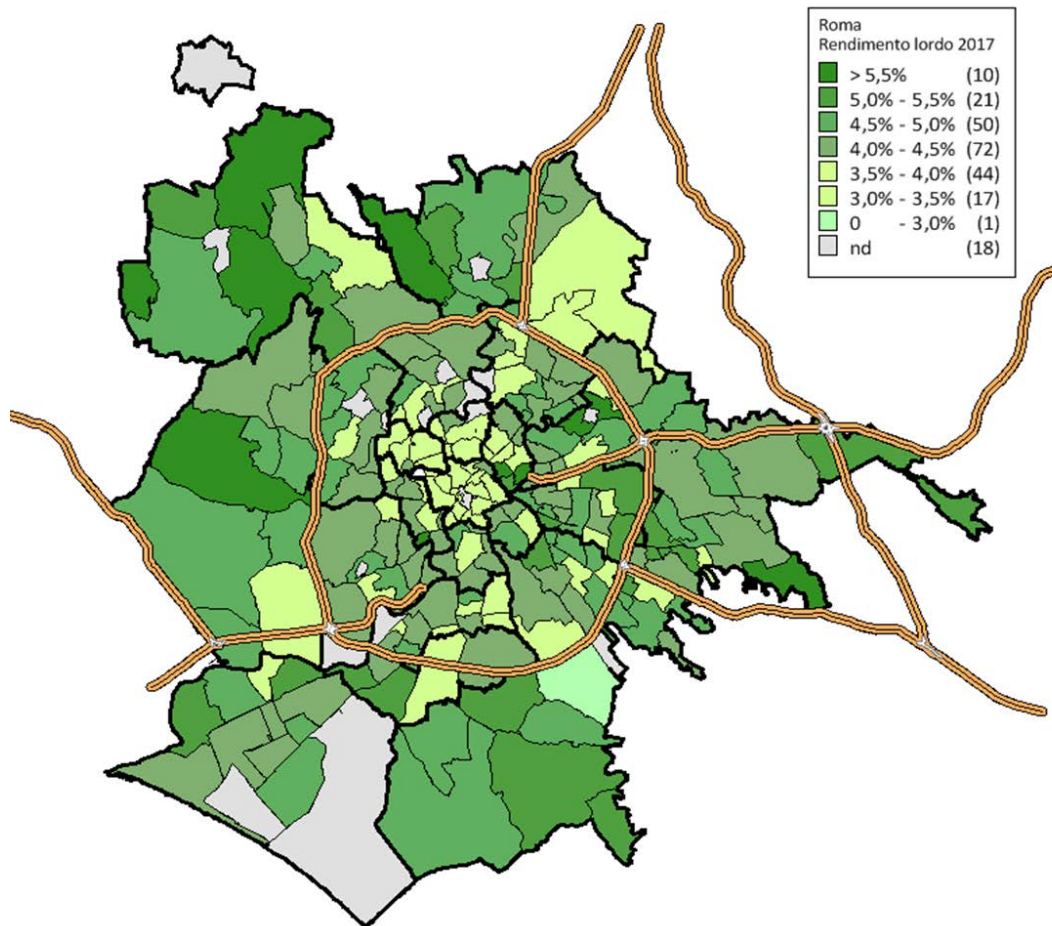 Roma
Rendimento lordo 2017
> 5,5% (10)
5,0% - 5,5% (21)
4,5% - 5,0% (50)
4,0% - 4,5% (72)
3,5% - 4,0% (44)
3,0% - 3,5% (17)
0 - 3,0% (1)
nd (18)